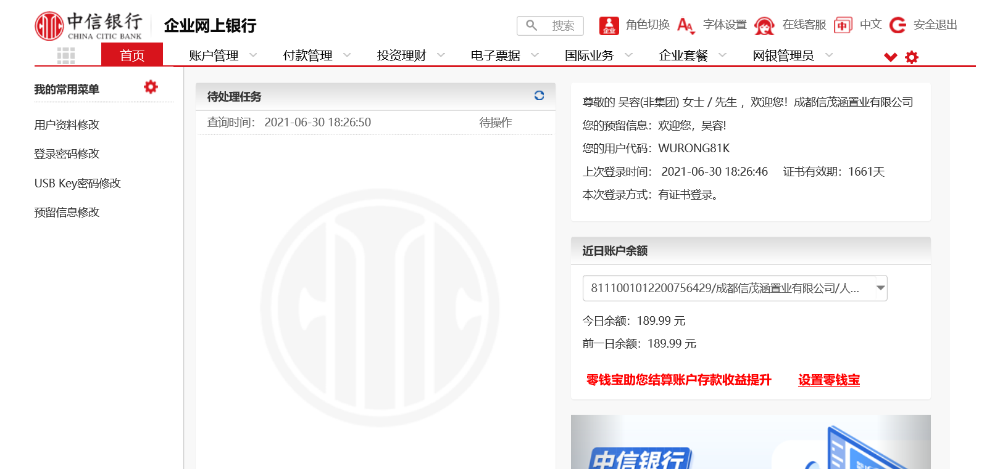 中信银行
CHINA CITIC BANK
企业网上银行
搜索
企业 角色切换 AA 字体设置 在线客服 中 中文 安全退出
首页 账户管理 付款管理 投资理财 电子票据 国际业务 企业套餐 网银管理员
我的常用菜单
用户资料修改
登录密码修改
USB Key密码修改
预留信息修改
待处理任务
查询时间： 2021-06-30 18:26:50 待操作
尊敬的 吴容(非集团) 女士 / 先生 ，欢迎您！成都信茂涵置业有限公司
您的预留信息：欢迎您，吴容!
您的用户代码：WURONG81K
上次登录时间： 2021-06-30 18:26:46 证书有效期：1661天
本次登录方式：有证书登录。
近日账户余额
8111001012200756429/成都信茂涵置业有限公司/人...
今日余额：189.99 元
前一日余额：189.99 元
零钱宝助您结算账户存款收益提升 设置零钱宝
中信银行